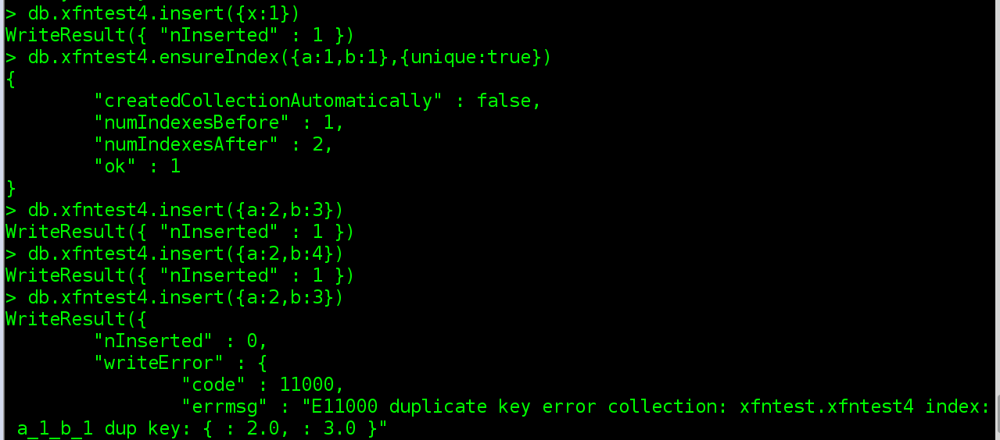 > db.xfntest4.insert({x:1})
WriteResult({ "nInserted" : 1 })
> db.xfntest4.ensureIndex({a:1,b:1},{unique:true})
{
        "createdCollectionAutomatically" : false,
        "numIndexesBefore" : 1,
        "numIndexesAfter" : 2,
        "ok" : 1
}
> db.xfntest4.insert({a:2,b:3})
WriteResult({ "nInserted" : 1 })
> db.xfntest4.insert({a:2,b:4})
WriteResult({ "nInserted" : 1 })
> db.xfntest4.insert({a:2,b:3})
WriteResult({
        "nInserted" : 0,
        "writeError" : {
                "code" : 11000,
                "errmsg" : "E11000 duplicate key error collection: xfntest.xfntest4 index:
 a_1_b_1 dup key: { : 2.0, : 3.0 }"